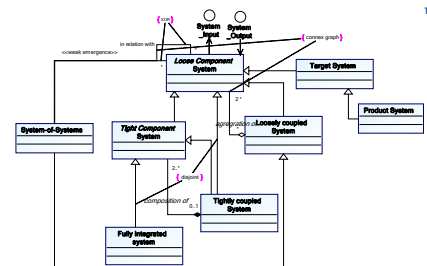 1
{ xor }
System
_Input
System
_Output
in relation with
*
{ connex graph }
<<weak emergence>>
*
Loose Component
System
Target System
2..*
Product System
System-of-Systems
Tight Component
System
agregration of
Loosely coupled
System
2..*
{ disjoint }
composition of
0..1
Tightly coupled
System
Fully integrated
system